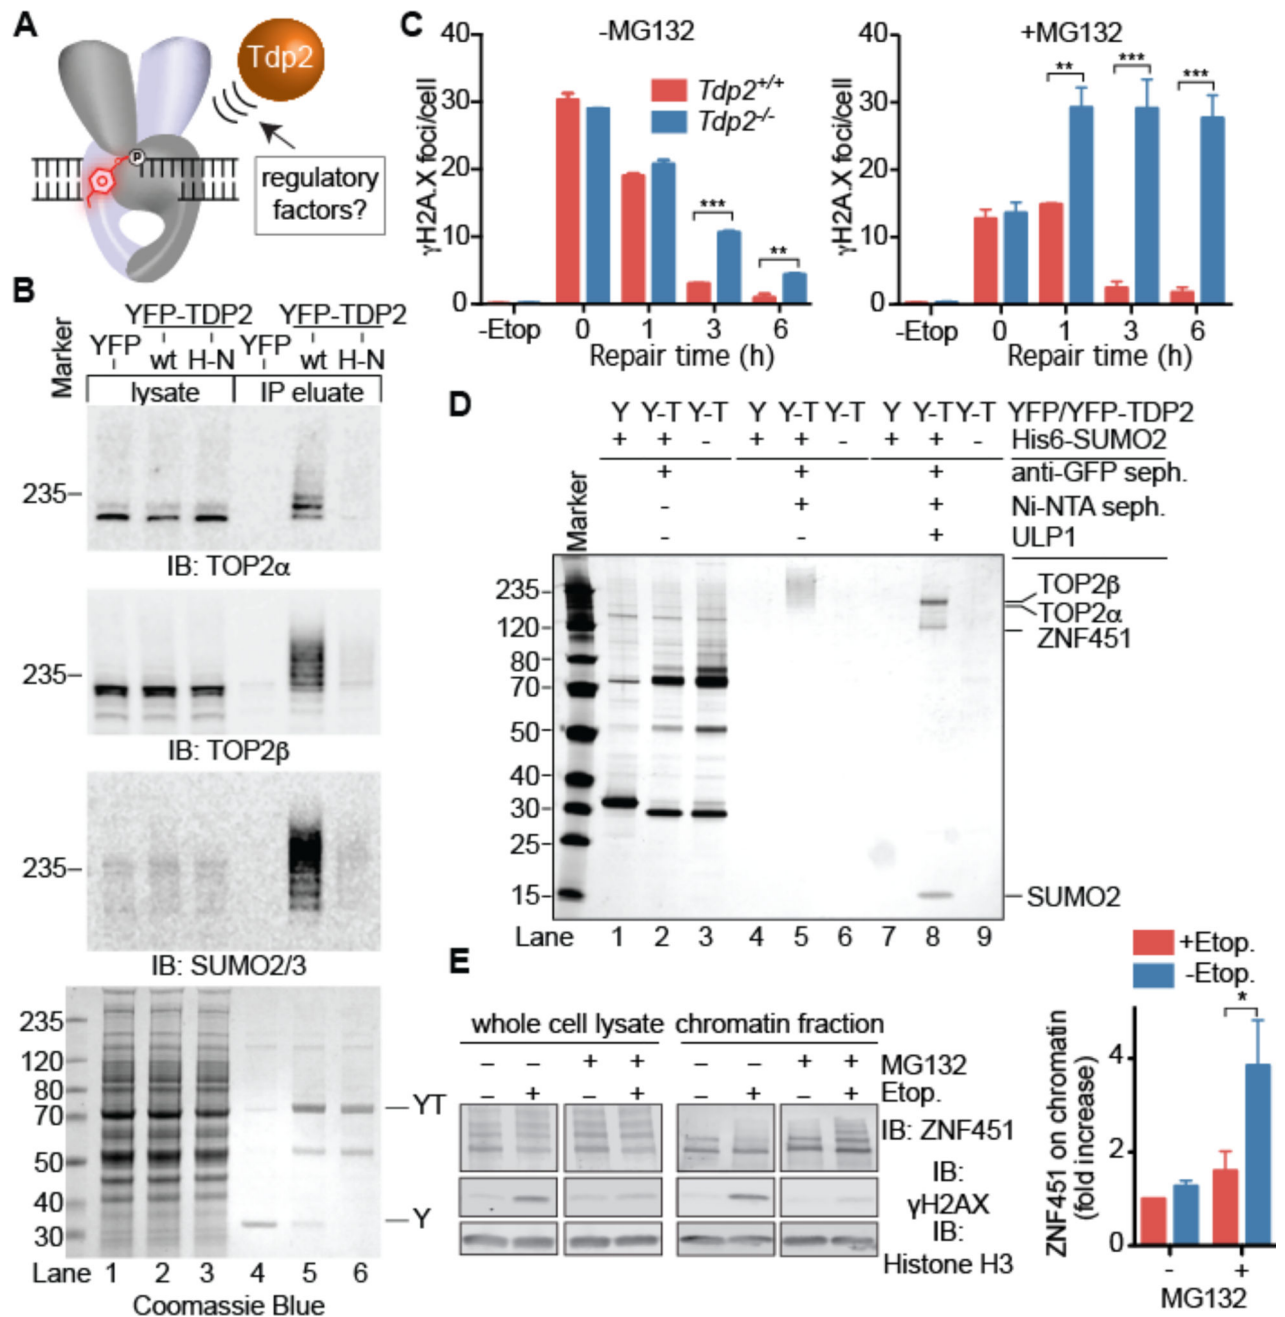 A
Tdp2
P
regulatory
factors?
B
Marker
YFP-TDP2 YFP-TDP2
YFP wt H-N YFP wt H-N
lysate IP eluate
235
IB: TOP2α
235
IB: TOP2β
235
IB: SUMO2/3
235
120
80
70
50
40
30
YT
Y
Lane 1 2 3 4 5 6
Coomassie Blue
C
-MG132
γH2A.X foci/cell
40
30
20
10
0
Tdp2+/+
Tdp2-/-
***
**
-Etop 0 1 3 6
Repair time (h)
+MG132
γH2A.X foci/cell
40
30
20
10
0
** *** ***
-Etop 0 1 3 6
Repair time (h)
D
Y Y-T Y-T Y Y-T Y-T Y Y-T Y-T YFP/YFP-TDP2
+ + - + + - + + - His6-SUMO2
+ + + anti-GFP seph.
- + + Ni-NTA seph.
- - + ULP1
Marker
235
120
80
70
50
40
30
25
15
TOP2β
TOP2α
ZNF451
SUMO2
Lane 1 2 3 4 5 6 7 8 9
E
whole cell lysate chromatin fraction
– – + + – – + + MG132
– + – + – + – + Etop.
IB: ZNF451
IB:
γH2AX
IB:
Histone H3
+Etop.
-Etop.
ZNF451 on chromatin
(fold increase)
4
2
0
*
- +
MG132